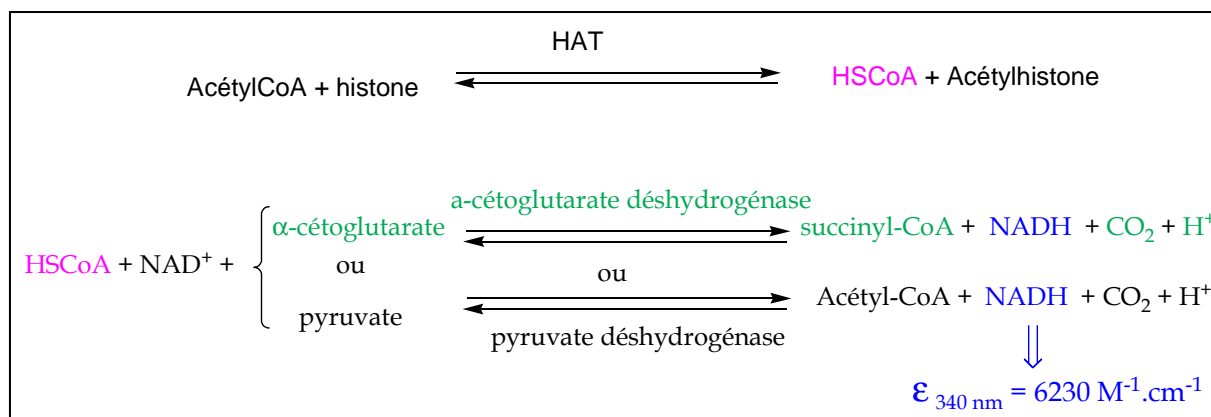 HAT
AcétylCoA + histone HSCoA + Acétylhistone
a-cétoglutarate déshydrogénase
α-cétoglutarate succinyl-CoA + NADH + CO₂ + H⁺
HSCoA + NAD⁺ + ou ou
pyruvate Acétyl-CoA + NADH + CO₂ + H⁺
pyruvate déshydrogénase
ε 340 nm = 6230 M⁻¹.cm⁻¹